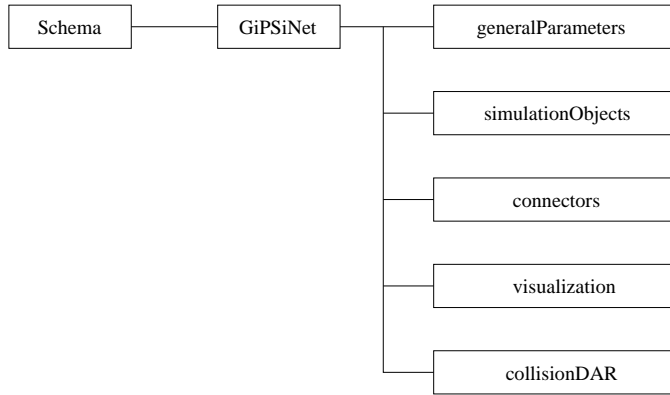 Schema
GiPSiNet
generalParameters
simulationObjects
connectors
visualization
collisionDAR